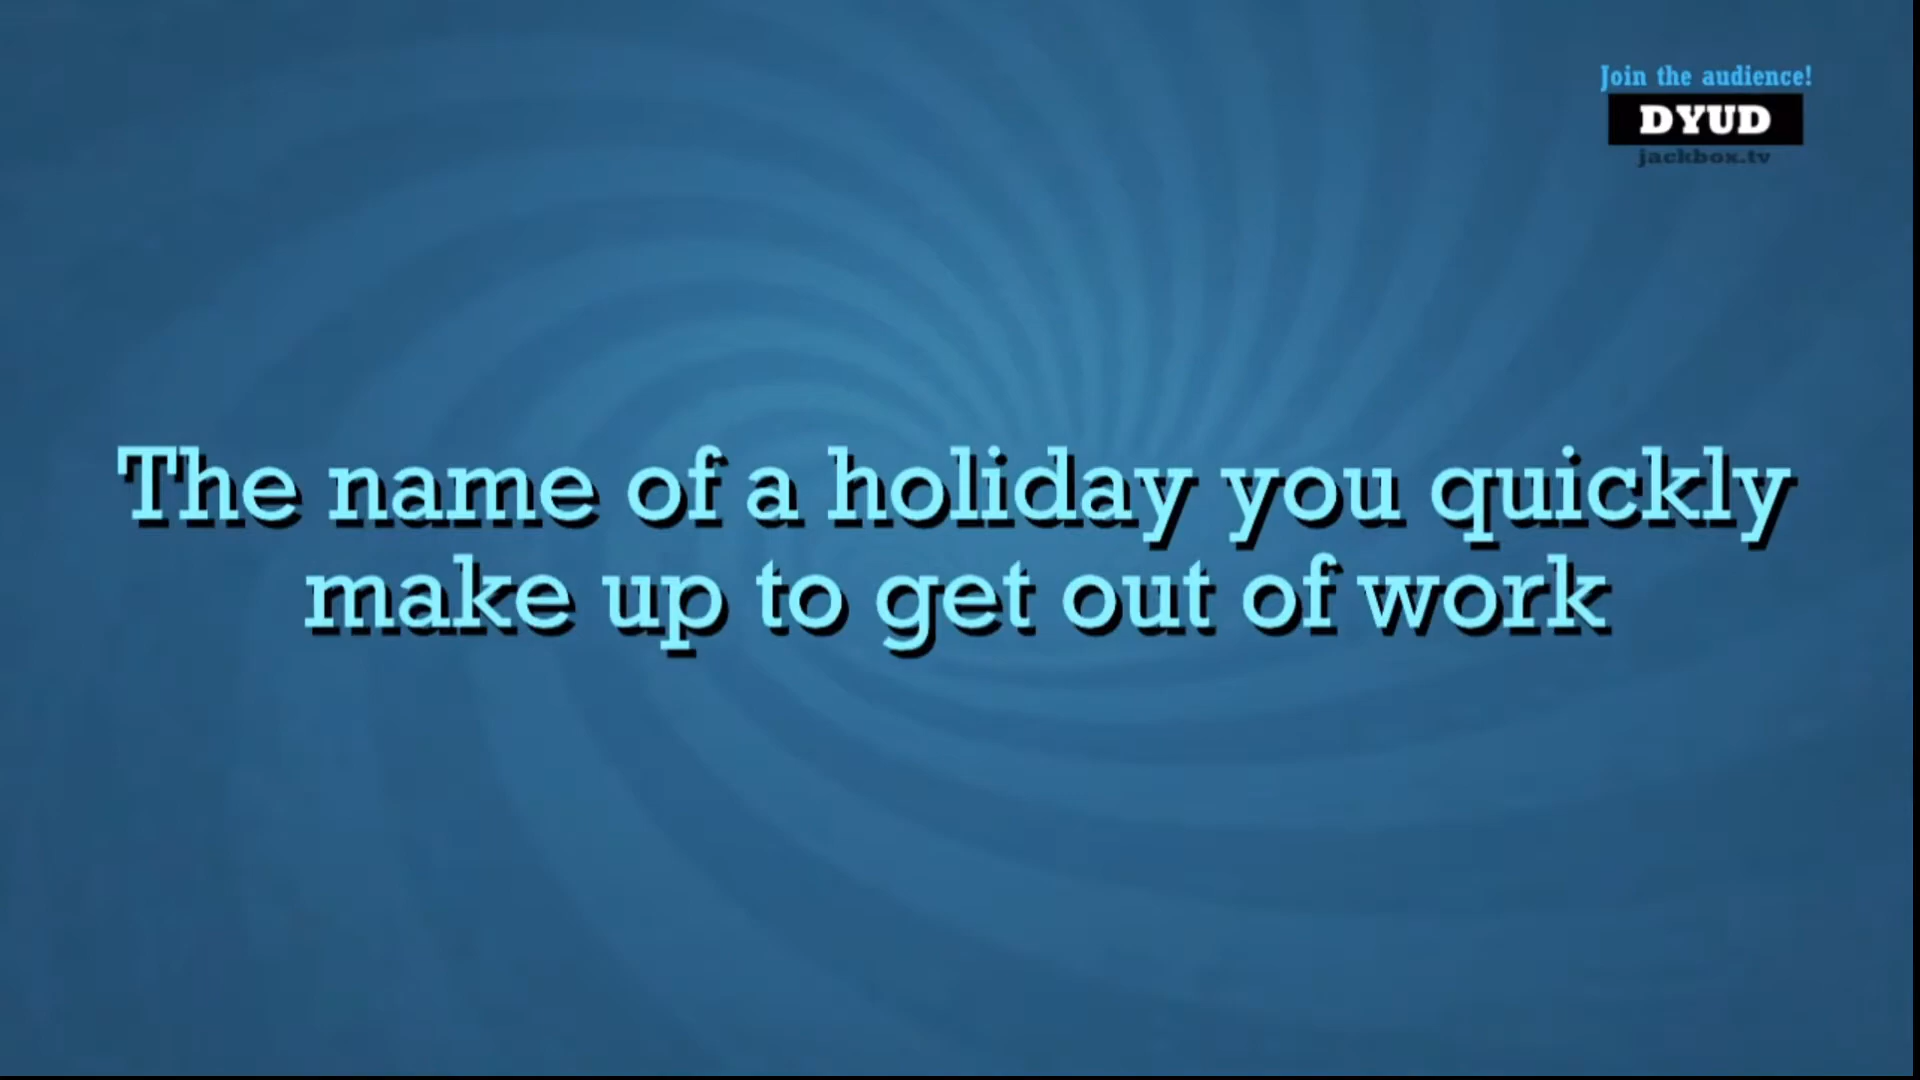 Join the audience!
DYUD
jackbox.tv
The name of a holiday you quickly
make up to get out of work